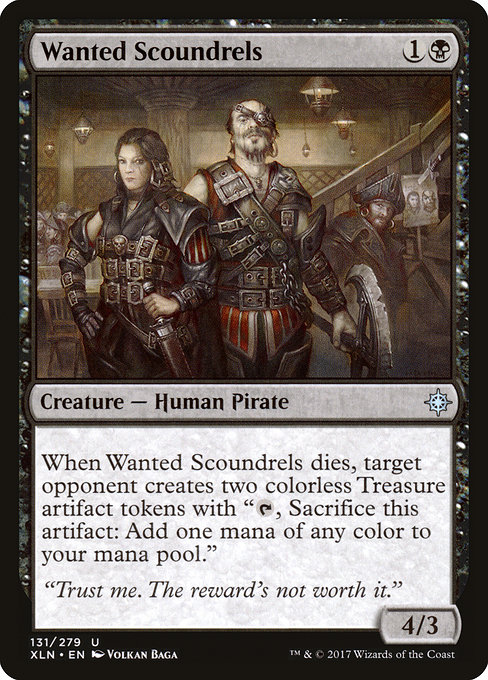 Wanted Scoundrels 1
Creature — Human Pirate
When Wanted Scoundrels dies, target
opponent creates two colorless Treasure
artifact tokens with “, Sacrifice this
artifact: Add one mana of any color to
your mana pool.”
“Trust me. The reward’s not worth it.”
4/3
131/279 U
XLN • EN Volkan Baga
™ & © 2017 Wizards of the Coast